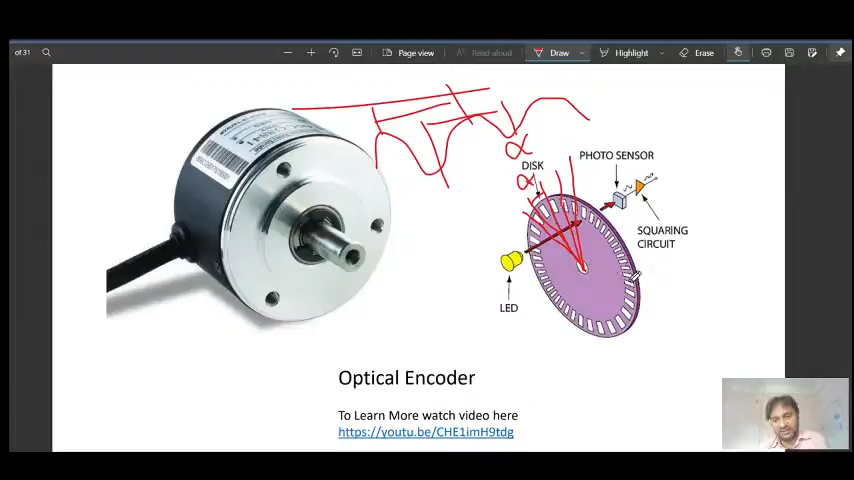 of 31
Page view
Read aloud
Draw
Highlight
Erase
α
DISK
α
PHOTO SENSOR
SQUARING
CIRCUIT
LED
Optical Encoder
To Learn More watch video here
https://youtu.be/CHE1imH9tdg